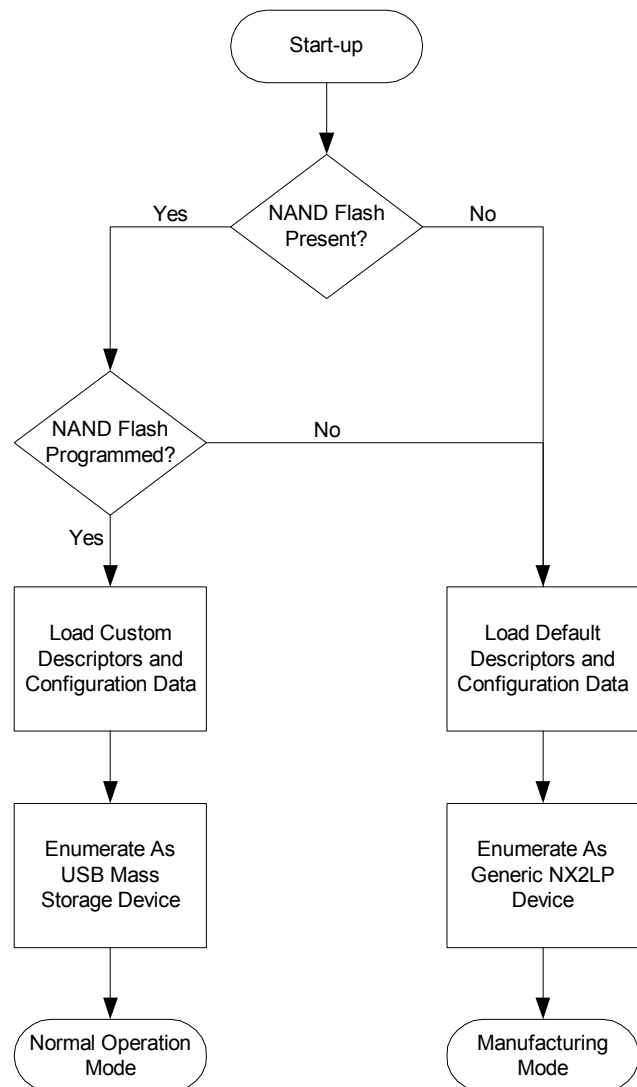 Start-up
NAND Flash
Present?
Yes
No
NAND Flash
Programmed?
No
Yes
Load Custom
Descriptors and
Configuration Data
Load Default
Descriptors and
Configuration Data
Enumerate As
USB Mass
Storage Device
Enumerate As
Generic NX2LP
Device
Normal Operation
Mode
Manufacturing
Mode